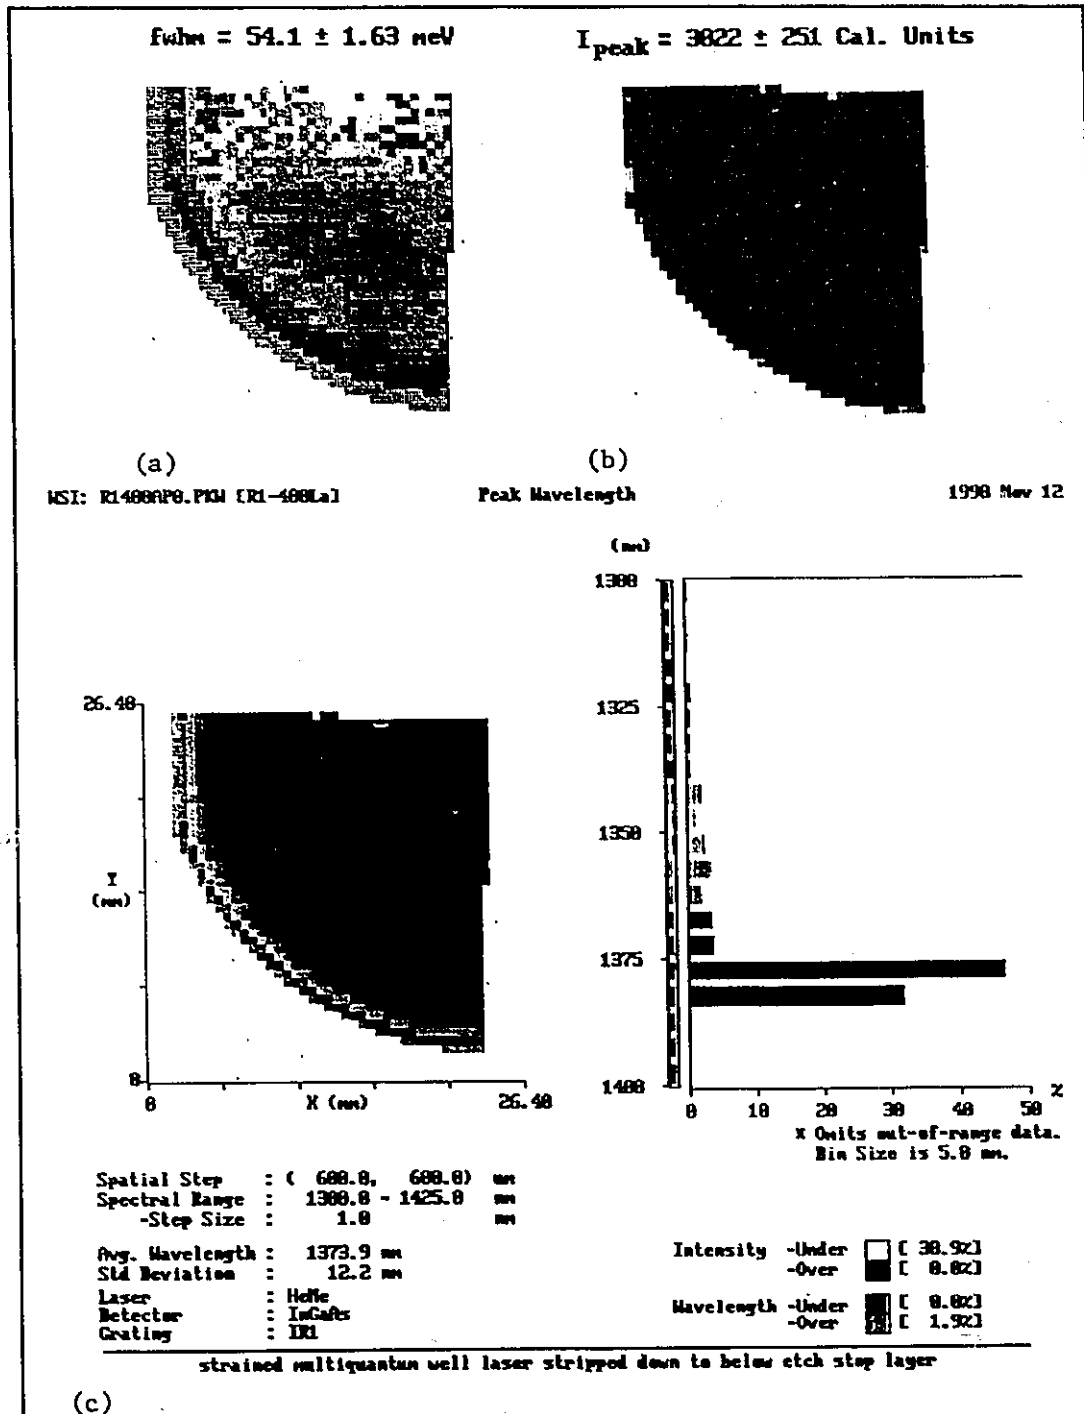 fwhm = 54.1 ± 1.63 meV
I peak = 3022 ± 251 Cal. Units
(a)
(b)
WSI: R1400AP0.PKW [R1-400La]
Peak Wavelength
1990 Nov 12
(nm)
1300
1325
1350
1375
1400
26.40
Y
(mm)
0
0
X (mm)
26.40
0
10
20
30
40
50
%
% Omits out-of-range data.
Bin Size is 5.0 nm.
Spatial Step : ( 600.0, 600.0) um
Spectral Range : 1300.0 - 1425.0 nm
-Step Size : 1.0 nm
Avg. Wavelength : 1373.9 nm
Std Deviation : 12.2 nm
Laser : HeNe
Detector : InGaAs
Grating : IR1
Intensity -Under [ 30.9%]
-Over [ 0.0%]
Wavelength -Under [ 0.0%]
-Over [ 1.9%]
strained multiquantum well laser stripped down to below etch stop layer
(c)